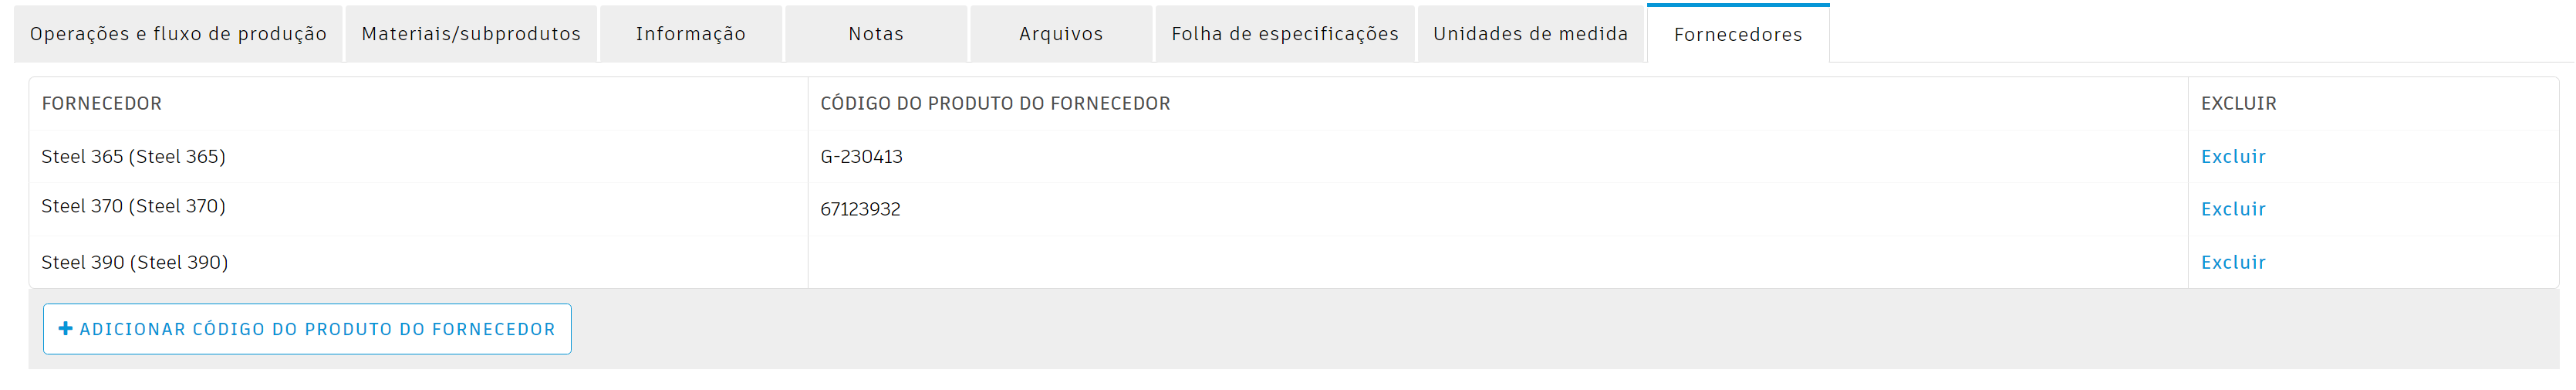 Operações e fluxo de produção Materiais/subprodutos Informação Notas Arquivos Folha de especificações Unidades de medida Fornecedores
FORNECEDOR CÓDIGO DO PRODUTO DO FORNECEDOR EXCLUIR
Steel 365 (Steel 365) G-230413 Excluir
Steel 370 (Steel 370) 67123932 Excluir
Steel 390 (Steel 390) Excluir
+ ADICIONAR CÓDIGO DO PRODUTO DO FORNECEDOR